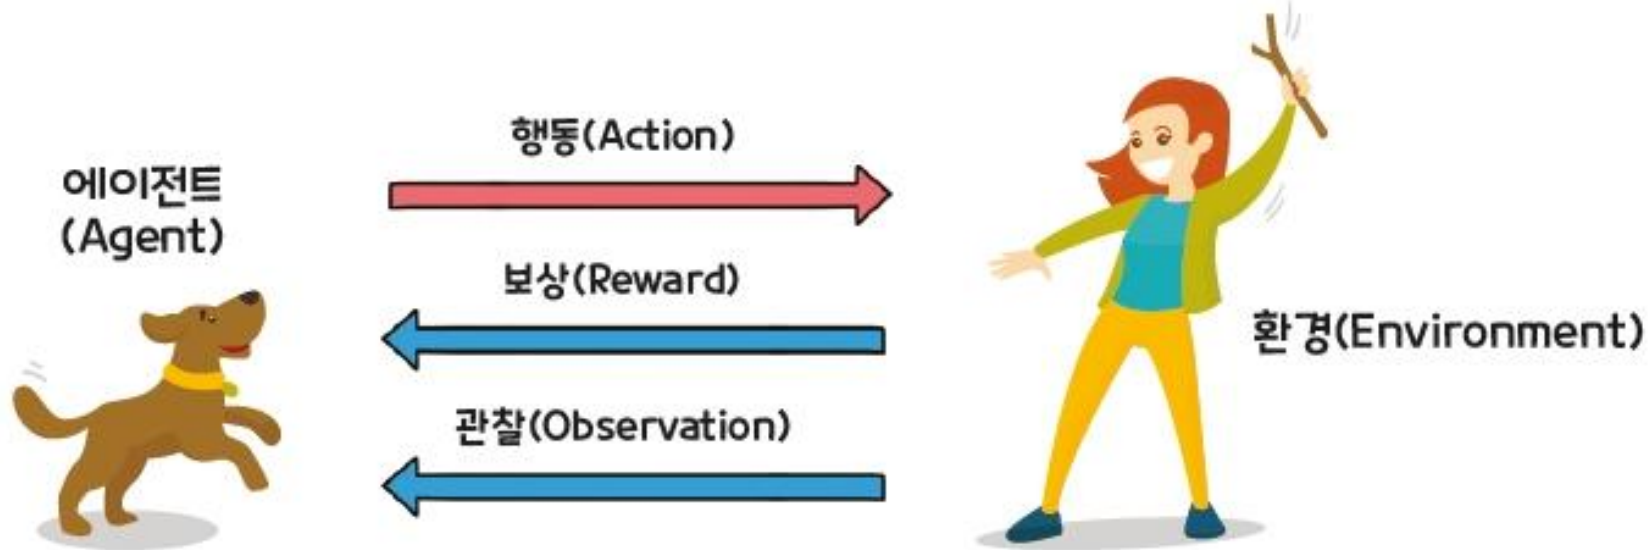 행동(Action)
에이전트
(Agent)
보상(Reward)
환경(Environment)
관찰(Observation)